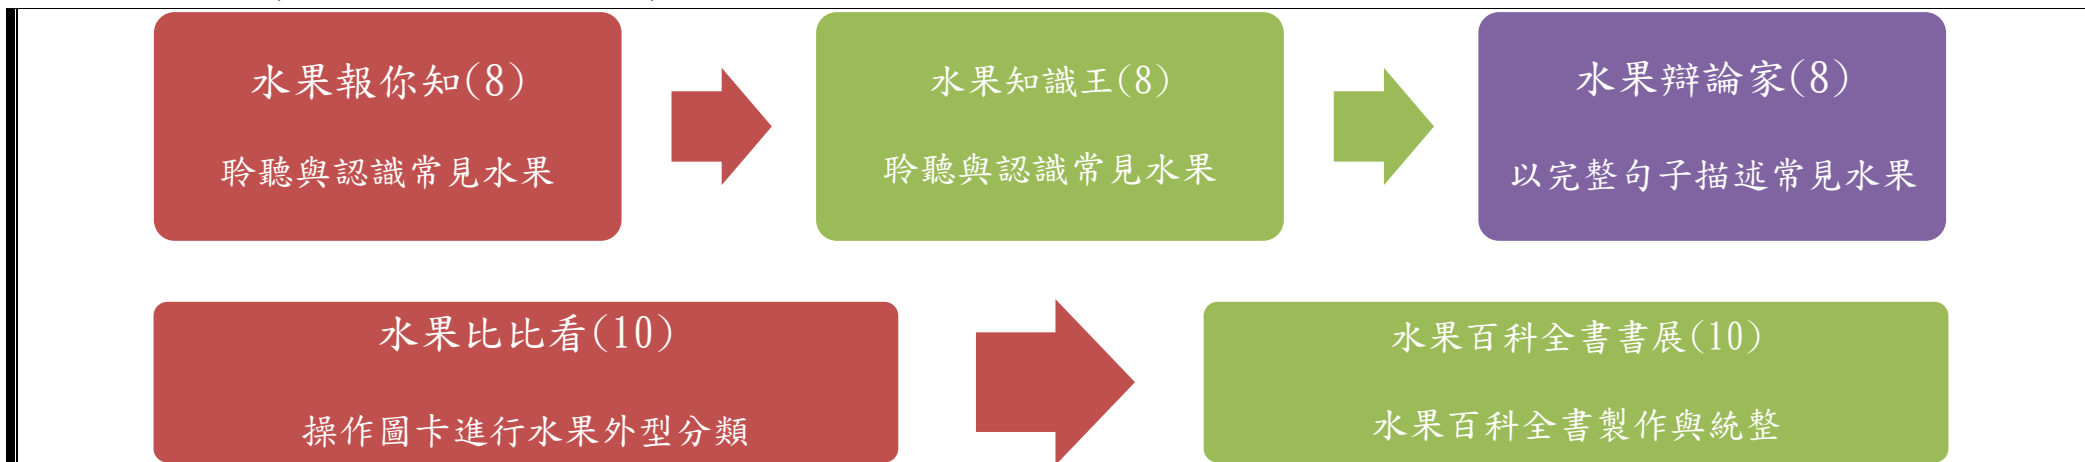 水果報你知(8)
聆聽與認識常見水果
水果知識王(8)
聆聽與認識常見水果
水果辯論家(8)
以完整句子描述常見水果
水果比比看(10)
操作圖卡進行水果外型分類
水果百科全書書展(10)
水果百科全書製作與統整